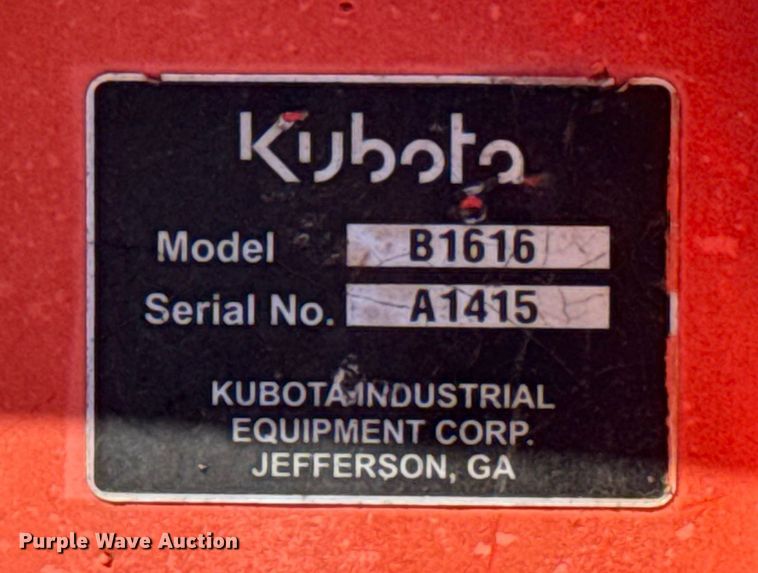 Kubota
Model B1616
Serial No. A1415
KUBOTA INDUSTRIAL
EQUIPMENT CORP.
JEFFERSON, GA
Purple Wave Auction